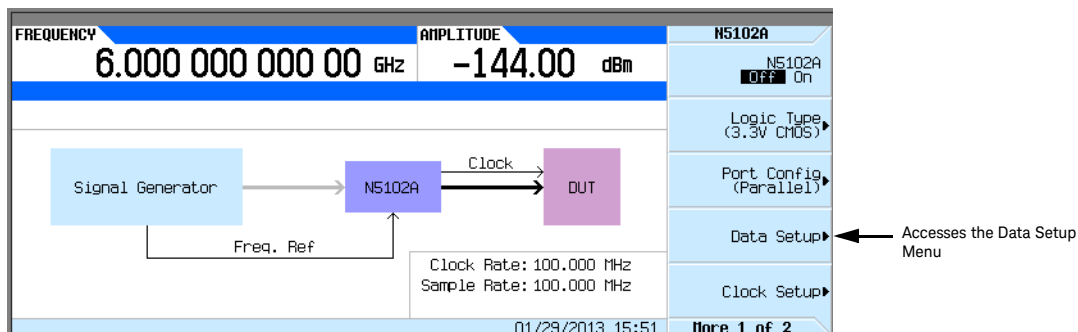 FREQUENCY
6.000 000 000 00 GHz
AMPLITUDE
-144.00 dBm
N5102A
N5102A
Off On
Logic Type
(3.3V CMOS)
Port Config
(Parallel)
Data Setup
Clock Setup
More 1 of 2
Signal Generator
N5102A
Clock
DUT
Freq. Ref
Clock Rate: 100.000 MHz
Sample Rate: 100.000 MHz
01/29/2013 15:51
Accesses the Data Setup
Menu